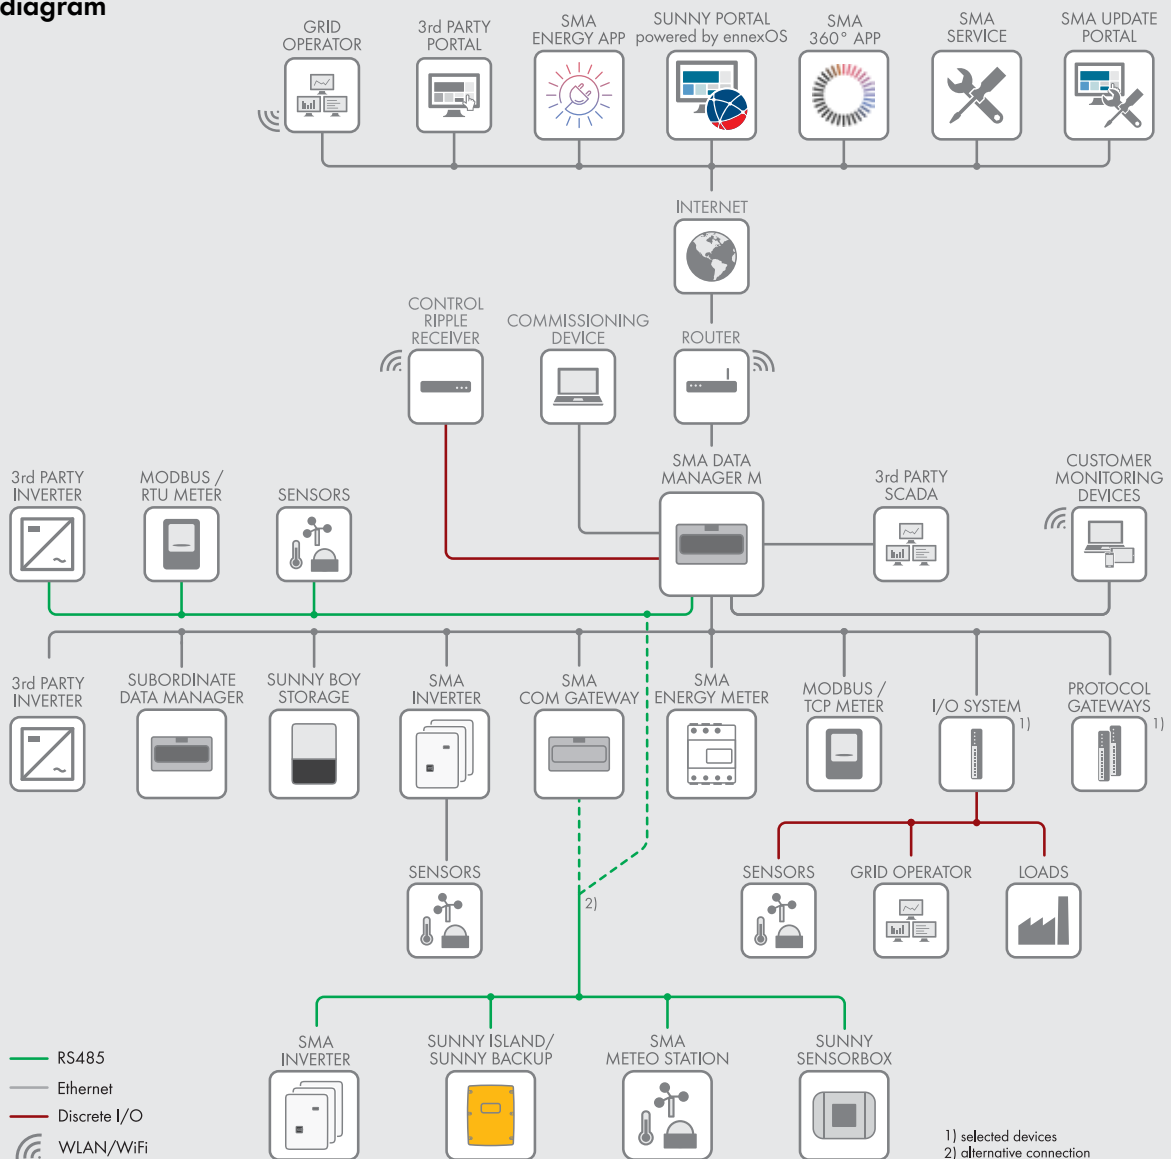 diagram
GRID
OPERATOR
3rd PARTY
PORTAL
SMA
ENERGY APP
SUNNY PORTAL
powered by ennexOS
SMA
360° APP
SMA
SERVICE
SMA UPDATE
PORTAL
INTERNET
CONTROL
RIPPLE
RECEIVER
COMMISSIONING
DEVICE
ROUTER
3rd PARTY
INVERTER
MODBUS /
RTU METER
SENSORS
SMA DATA
MANAGER M
3rd PARTY
SCADA
CUSTOMER
MONITORING
DEVICES
3rd PARTY
INVERTER
SUBORDINATE
DATA MANAGER
SUNNY BOY
STORAGE
SMA
INVERTER
SMA
COM GATEWAY
SMA
ENERGY METER
MODBUS /
TCP METER
I/O SYSTEM
1)
PROTOCOL
GATEWAYS
1)
SENSORS
2)
SENSORS
GRID OPERATOR
LOADS
SMA
INVERTER
SUNNY ISLAND/
SUNNY BACKUP
SMA
METEO STATION
SUNNY
SENSORBOX
RS485
Ethernet
Discrete I/O
WLAN/WiFi
1) selected devices
2) alternative connection